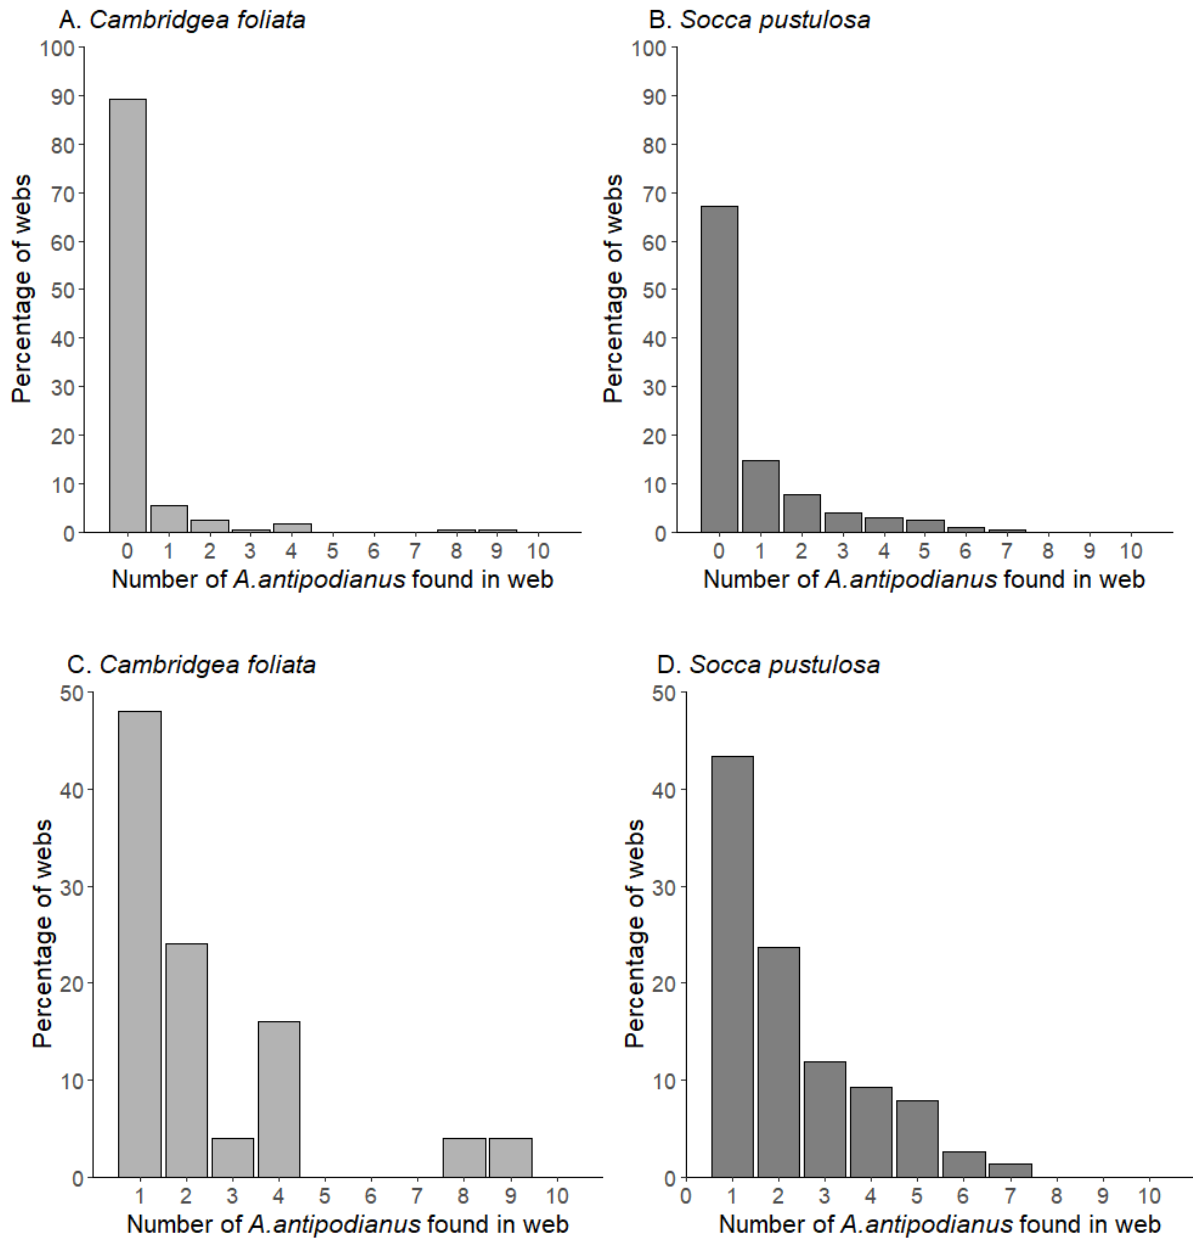 A. Cambridgea foliata
100
90
80
70
60
50
40
30
20
10
0
Percentage of webs
0 1 2 3 4 5 6 7 8 9 10
Number of A.antipodianus found in web
B. Socca pustulosa
100
90
80
70
60
50
40
30
20
10
0
Percentage of webs
0 1 2 3 4 5 6 7 8 9 10
Number of A.antipodianus found in web
C. Cambridgea foliata
50
40
30
20
10
0
Percentage of webs
1 2 3 4 5 6 7 8 9 10
Number of A.antipodianus found in web
D. Socca pustulosa
50
40
30
20
10
0
Percentage of webs
0 1 2 3 4 5 6 7 8 9 10
Number of A.antipodianus found in web